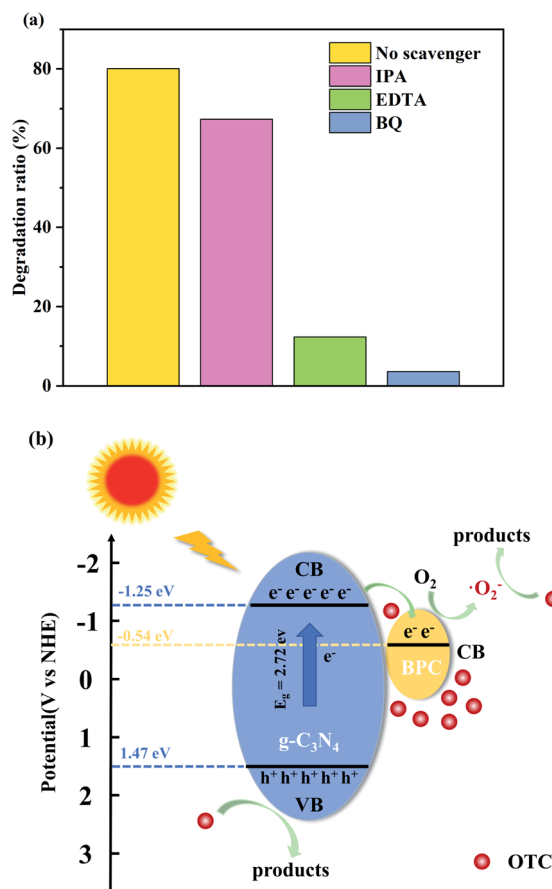 (a)
Degradation ratio (%)
80
60
40
20
0
No scavenger
IPA
EDTA
BQ
(b)
Potential(V vs NHE)
-2
-1
0
1
2
3
-1.25 eV
-0.54 eV
1.47 eV
CB
e⁻ e⁻ e⁻ e⁻ e⁻
E_g = 2.72 ev
e⁻
g-C₃N₄
h⁺ h⁺ h⁺ h⁺ h⁺
VB
products
O₂
·O₂⁻
e⁻ e⁻
CB
BPC
products
OTC